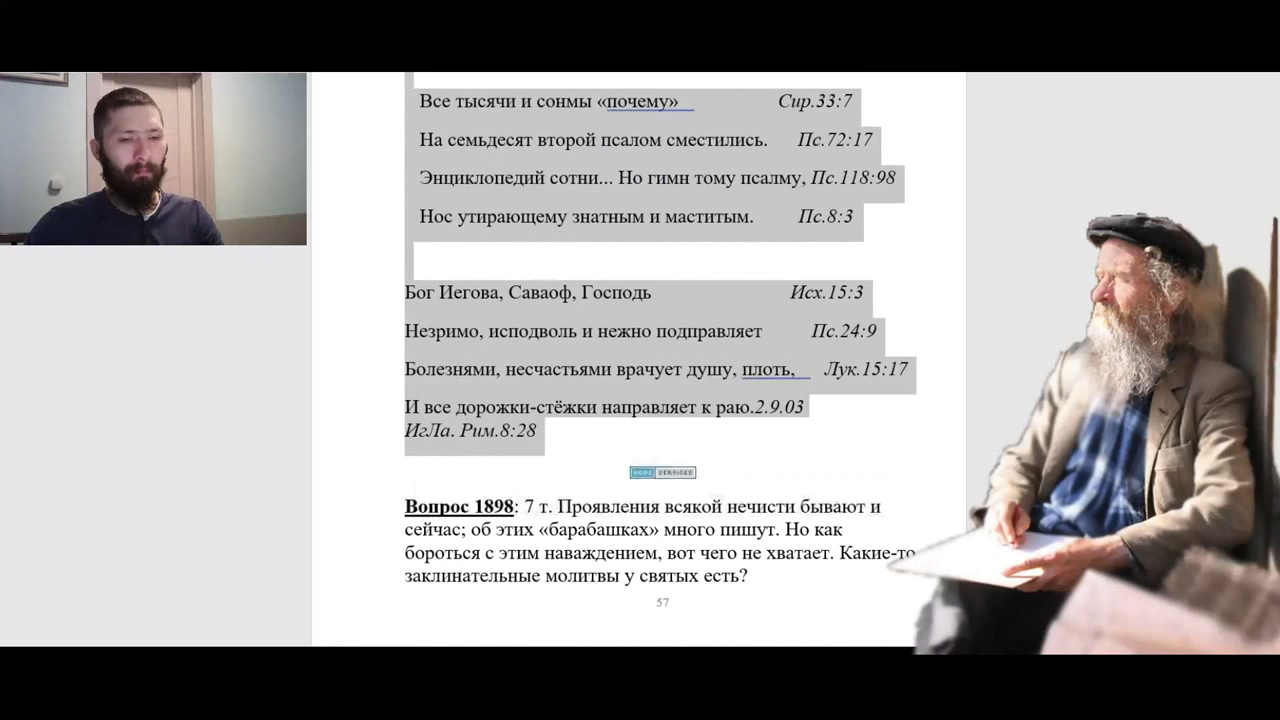 Все тысячи и сонмы «почему» Сир.33:7
На семьдесят второй псалом сместились. Пс.72:17
Энциклопедий сотни... Но гимн тому псалму, Пс.118:98
Нос утирающему знатным и маститым. Пс.8:3
Бог Иегова, Саваоф, Господь Исх.15:3
Незримо, исподволь и нежно подправляет Пс.24:9
Болезнями, несчастьями врачует душу, плоть, Лук.15:17
И все дорожки-стёжки направляет к раю.2.9.03
ИгЛа. Рим.8:28
UCOZ SERVICES
Вопрос 1898: 7 т. Проявления всякой нечисти бывают и
сейчас; об этих «барабашках» много пишут. Но как
бороться с этим наваждением, вот чего не хватает. Какие-то
заклинательные молитвы у святых есть?
57